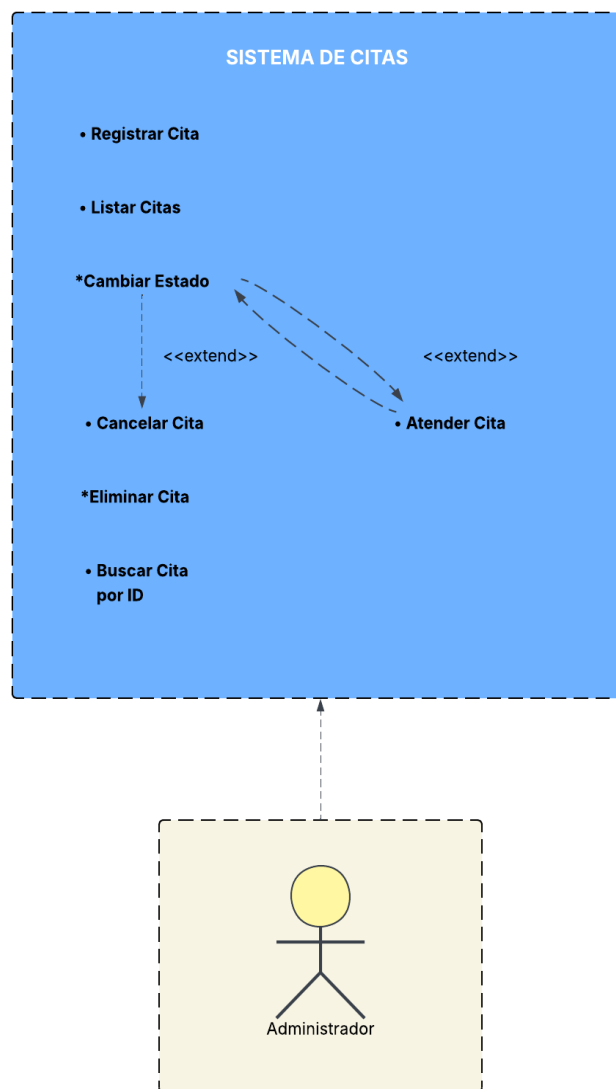 SISTEMA DE CITAS
• Registrar Cita
• Listar Citas
*Cambiar Estado
<<extend>>
<<extend>>
• Cancelar Cita
• Atender Cita
*Eliminar Cita
• Buscar Cita
por ID
Administrador